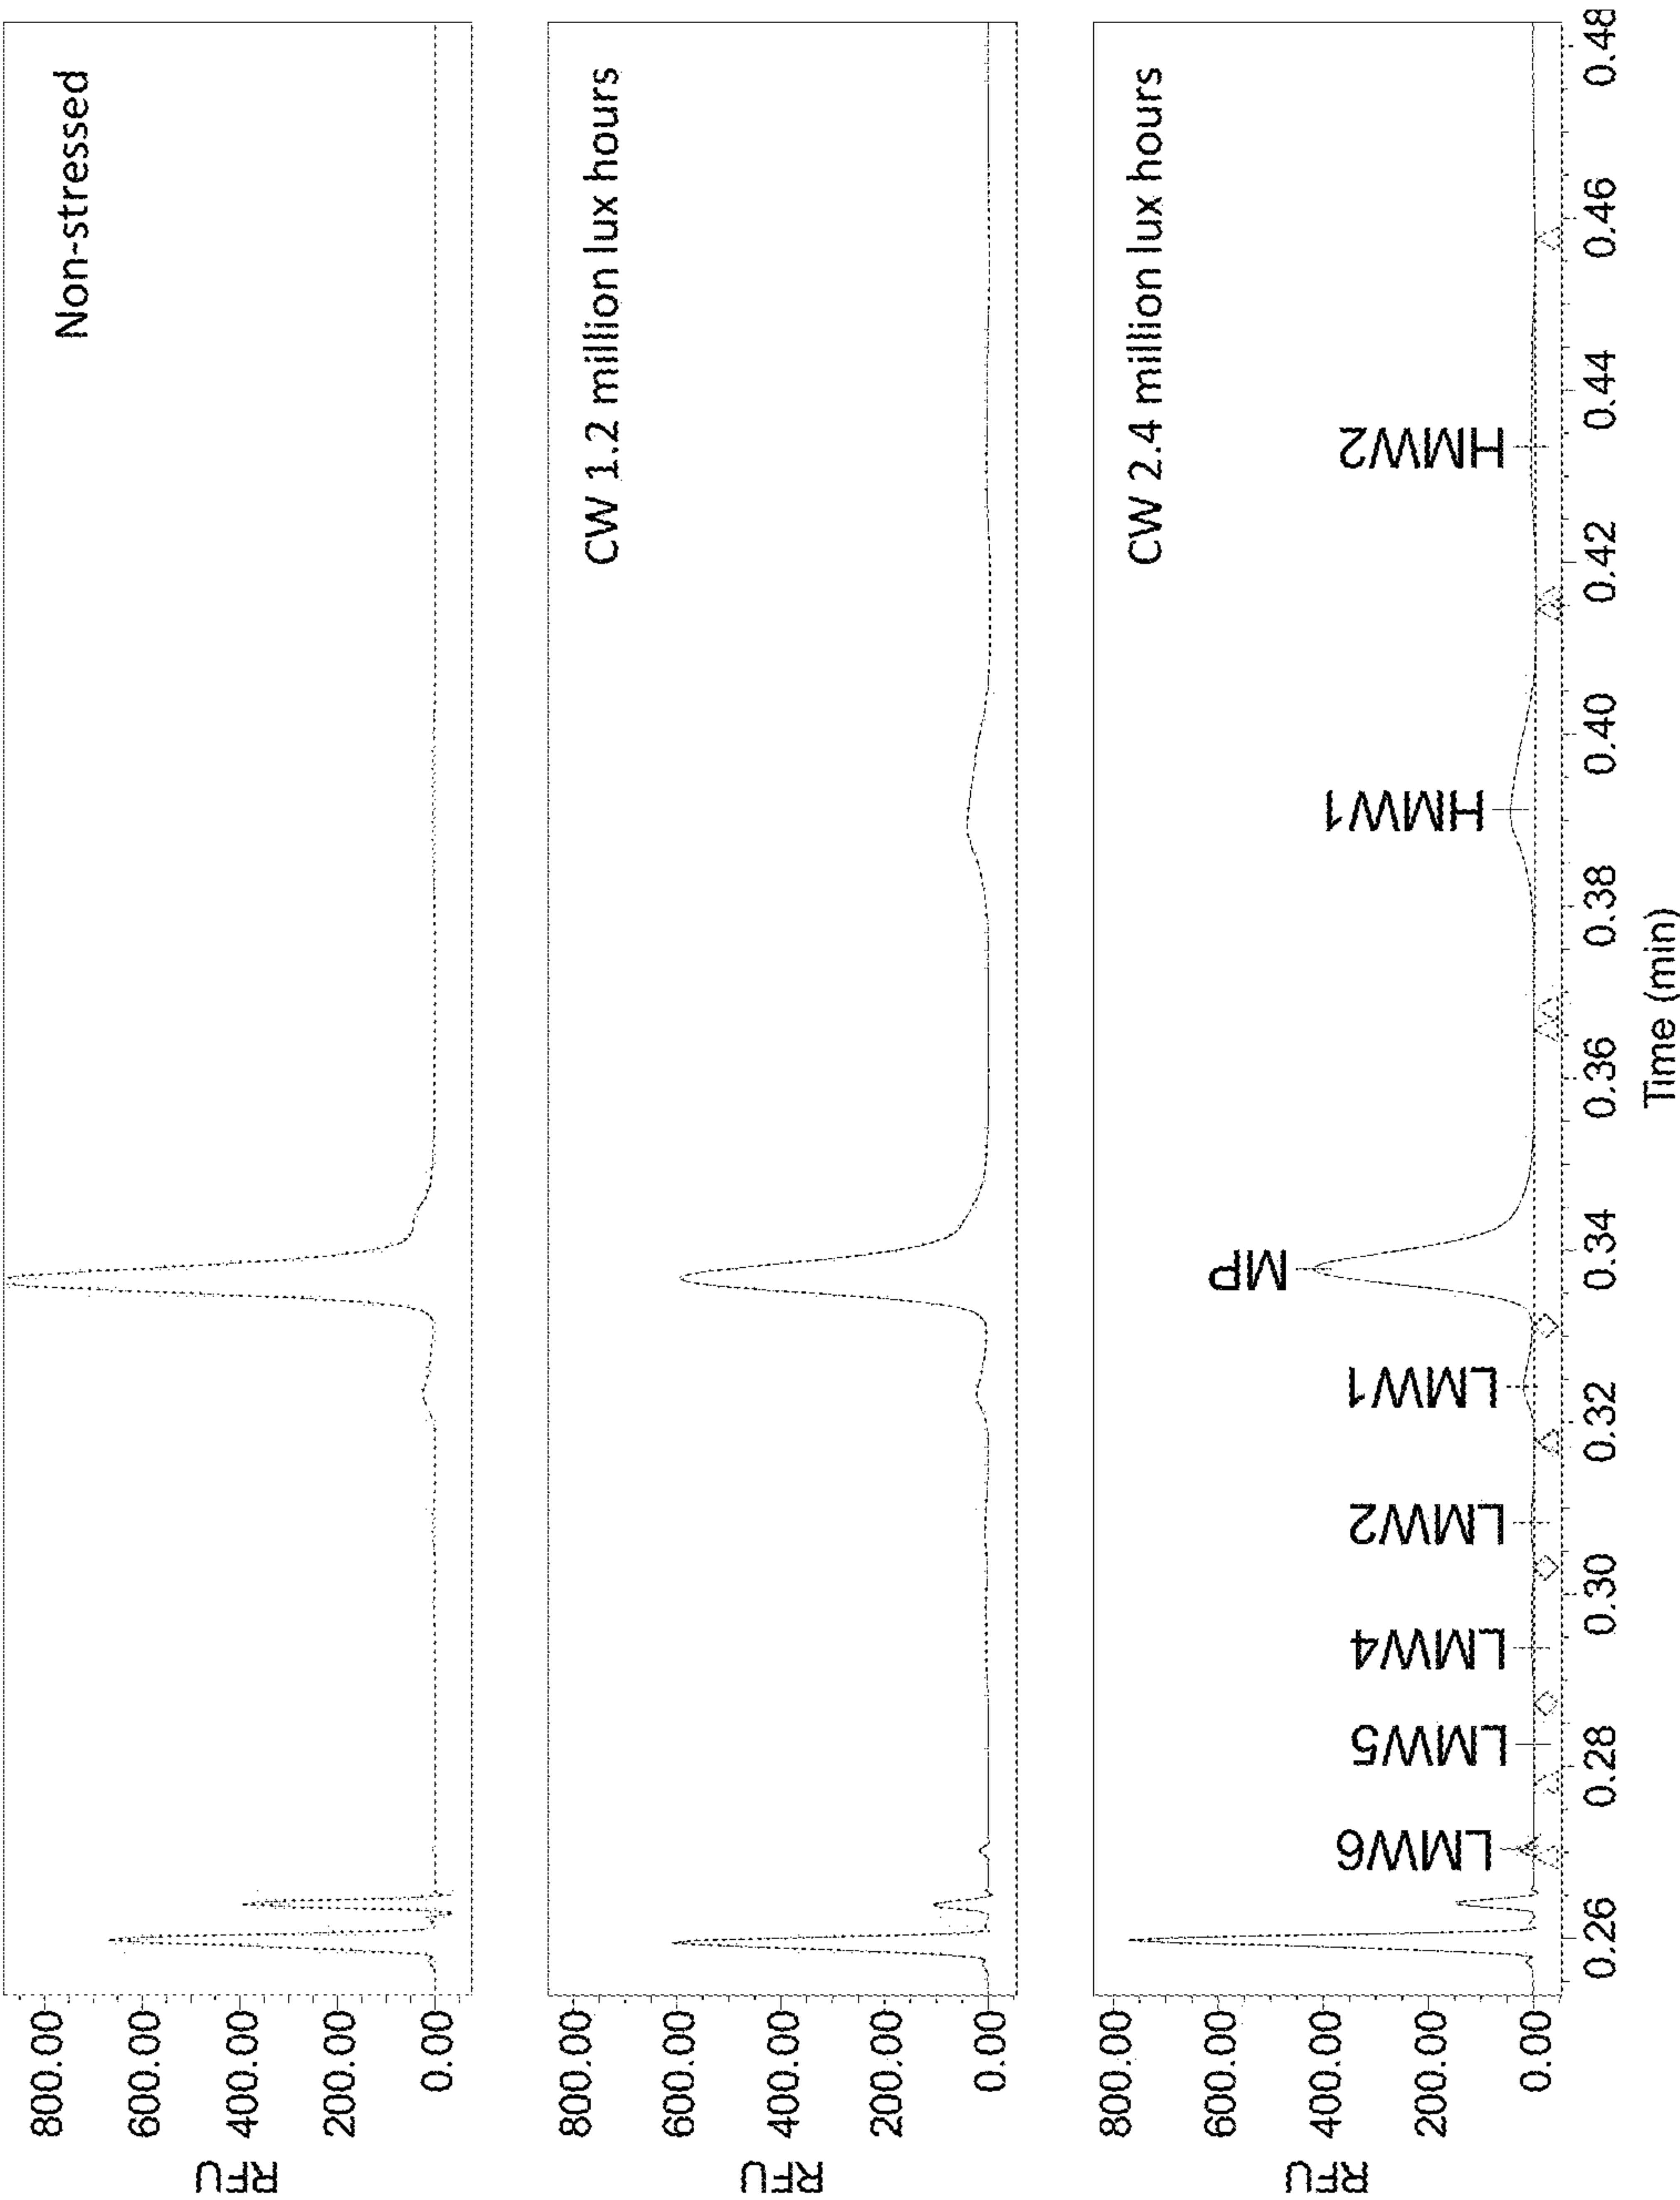 Non-stressed
800.00
600.00
400.00
200.00
0.00
RFU
CW 1.2 million lux hours
800.00
600.00
400.00
200.00
0.00
RFU
CW 2.4 million lux hours
800.00
600.00
400.00
200.00
0.00
RFU
LMW6
LMW5
LMW4
LMW2
LMW1
MP
HMW1
HMW2
0.26 0.28 0.30 0.32 0.34 0.36 0.38 0.40 0.42 0.44 0.46 0.48
Time (min)